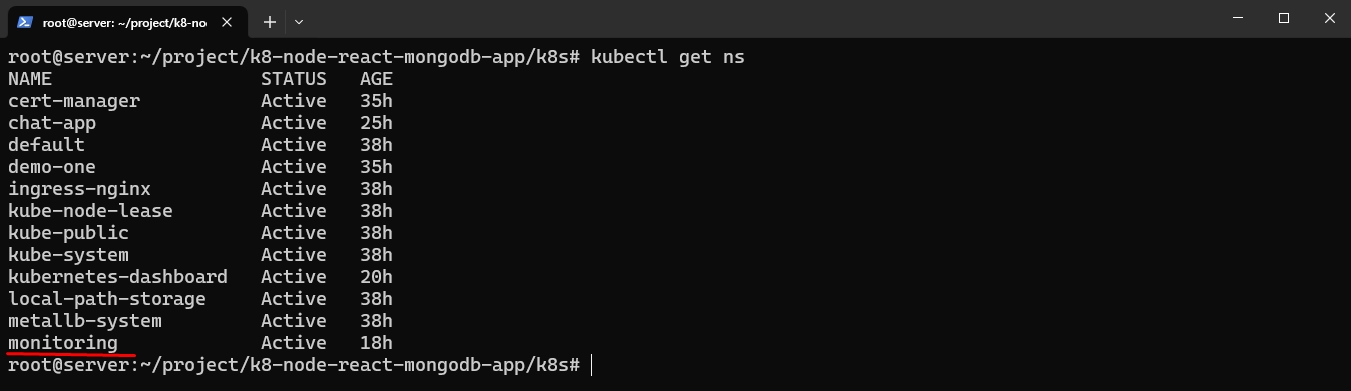 root@server: ~/project/k8-no
root@server:~/project/k8-node-react-mongodb-app/k8s# kubectl get ns
NAME STATUS AGE
cert-manager Active 35h
chat-app Active 25h
default Active 38h
demo-one Active 35h
ingress-nginx Active 38h
kube-node-lease Active 38h
kube-public Active 38h
kube-system Active 38h
kubernetes-dashboard Active 20h
local-path-storage Active 38h
metallb-system Active 38h
monitoring Active 18h
root@server:~/project/k8-node-react-mongodb-app/k8s#